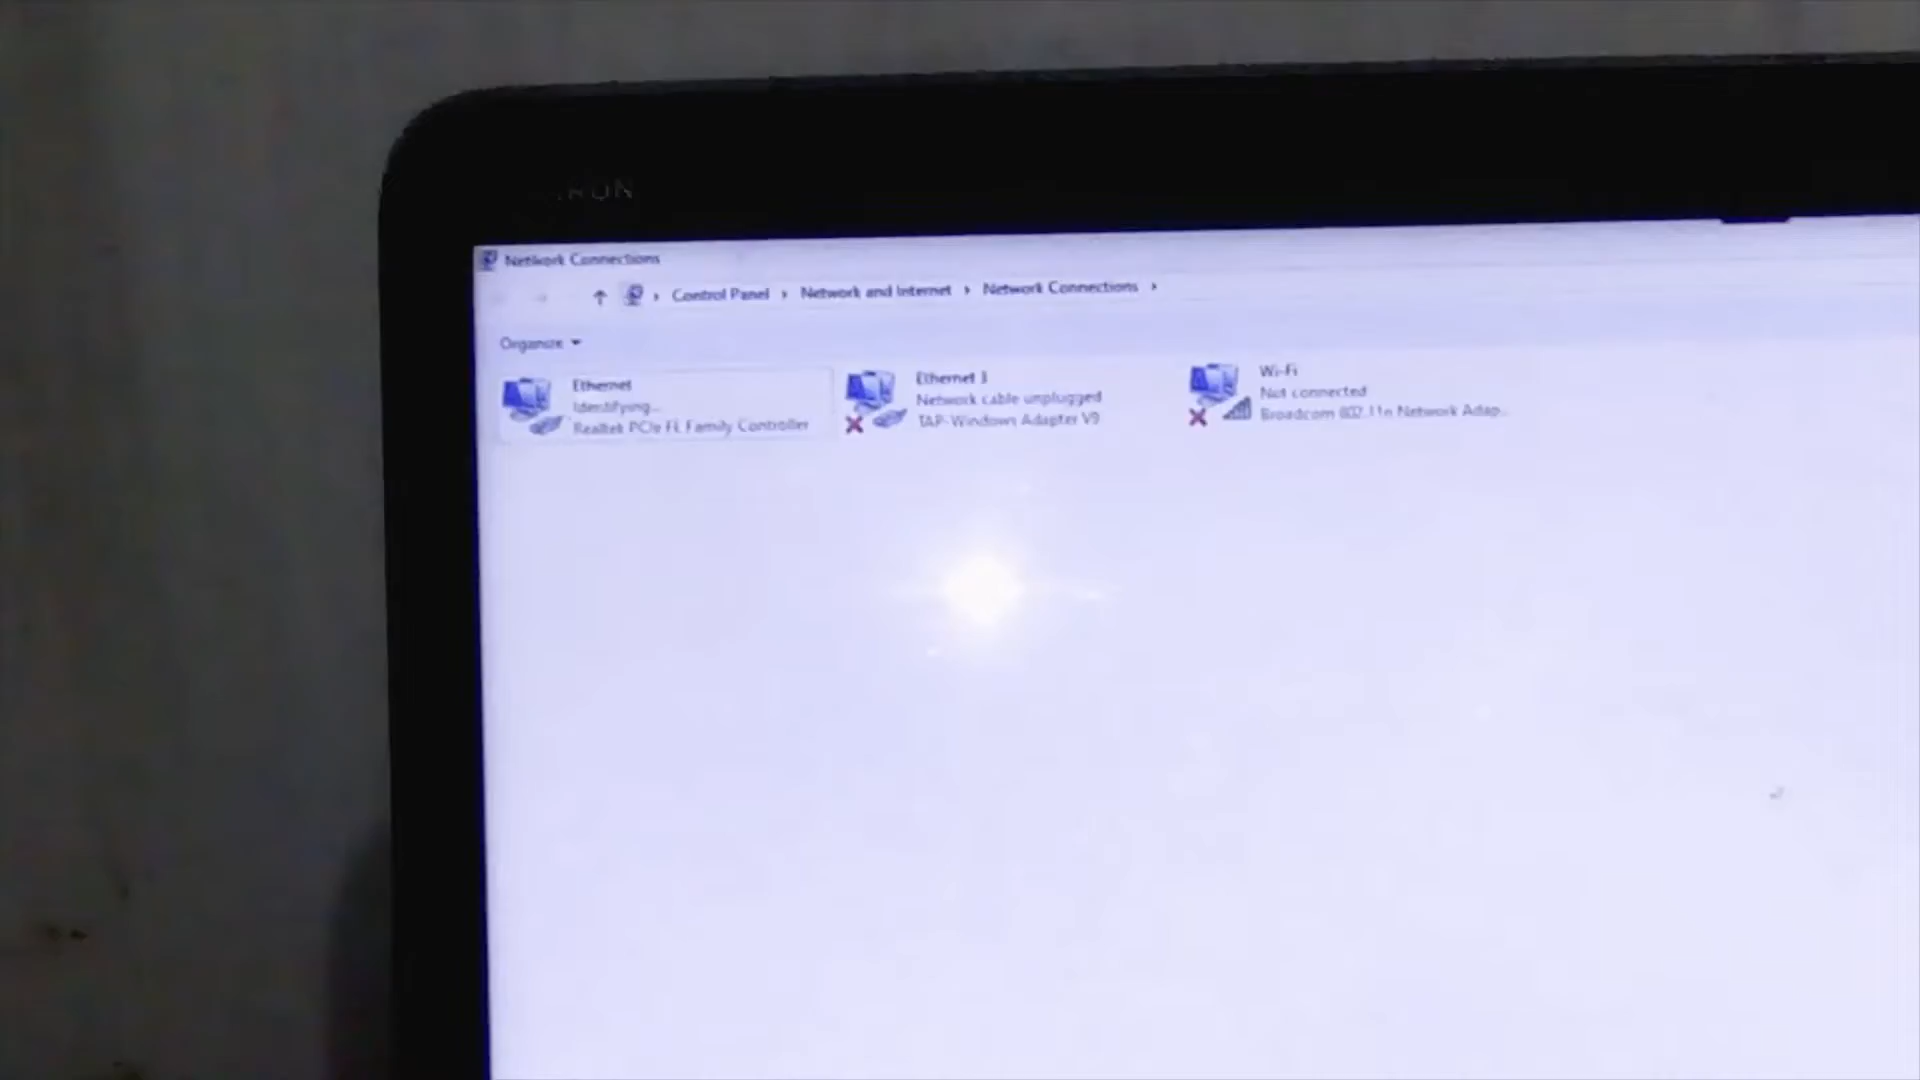 Network Connections
Control Panel › Network and Internet › Network Connections ›
Organize
Ethernet
Identifying...
Realtek PCIe FE Family Controller
Ethernet 3
Network cable unplugged
TAP-Windows Adapter V9
Wi-Fi
Not connected
Broadcom 802.11n Network Adap...